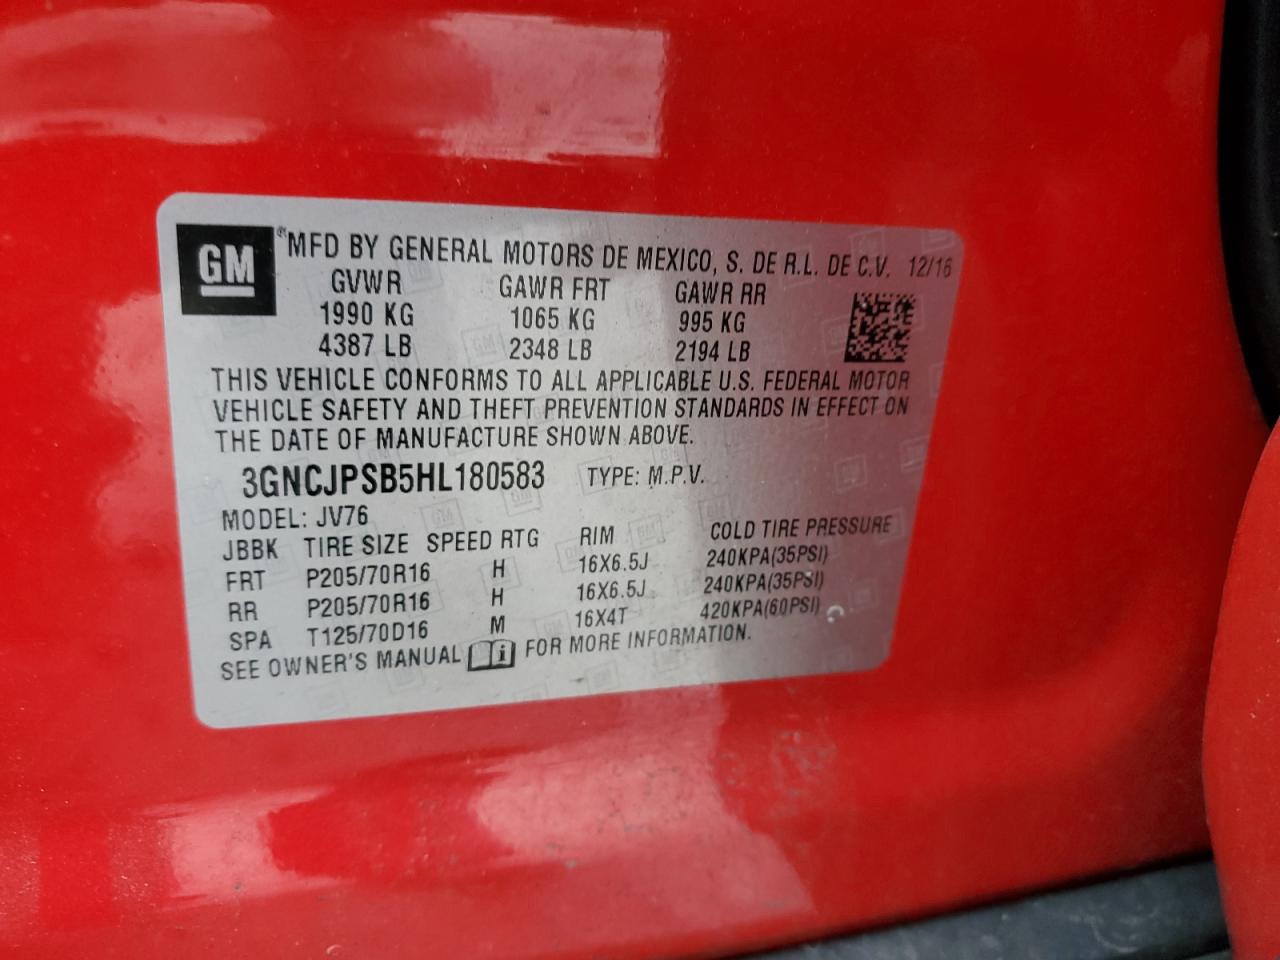 GM
®MFD BY GENERAL MOTORS DE MEXICO, S. DE R.L. DE C.V. 12/16
GVWR GAWR FRT GAWR RR
1990 KG 1065 KG 995 KG
4387 LB 2348 LB 2194 LB
THIS VEHICLE CONFORMS TO ALL APPLICABLE U.S. FEDERAL MOTOR
VEHICLE SAFETY AND THEFT PREVENTION STANDARDS IN EFFECT ON
THE DATE OF MANUFACTURE SHOWN ABOVE.
3GNCJPSB5HL180583 TYPE: M.P.V.
MODEL: JV76
JBBK TIRE SIZE SPEED RTG RIM COLD TIRE PRESSURE
FRT P205/70R16 H 16X6.5J 240KPA(35PSI)
RR P205/70R16 H 16X6.5J 240KPA(35PSI)
SPA T125/70D16 M 16X4T 420KPA(60PSI)
SEE OWNER'S MANUAL i FOR MORE INFORMATION.